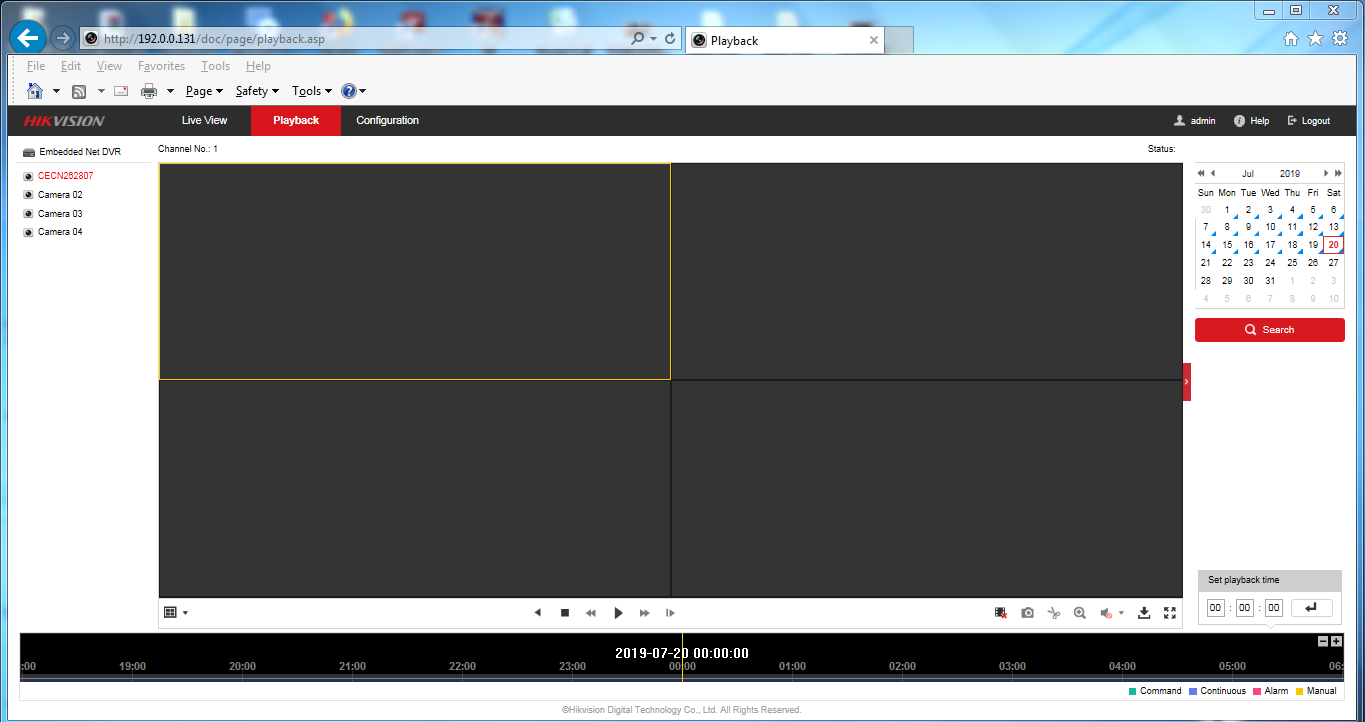 http://192.0.0.131/doc/page/playback.asp
Playback
File Edit View Favorites Tools Help
Page Safety Tools
HIKVISION Live View Playback Configuration admin Help Logout
Embedded Net DVR
Channel No.: 1
Status:
CECN262807
Camera 02
Camera 03
Camera 04
Jul 2019
Sun Mon Tue Wed Thu Fri Sat
30 1 2 3 4 5 6
7 8 9 10 11 12 13
14 15 16 17 18 19 20
21 22 23 24 25 26 27
28 29 30 31 1 2 3
4 5 6 7 8 9 10
Search
Set playback time
00 : 00 : 00
2019-07-20 00:00:00
:00 19:00 20:00 21:00 22:00 23:00 00:00 01:00 02:00 03:00 04:00 05:00 06:
Command Continuous Alarm Manual
©Hikvision Digital Technology Co., Ltd. All Rights Reserved.